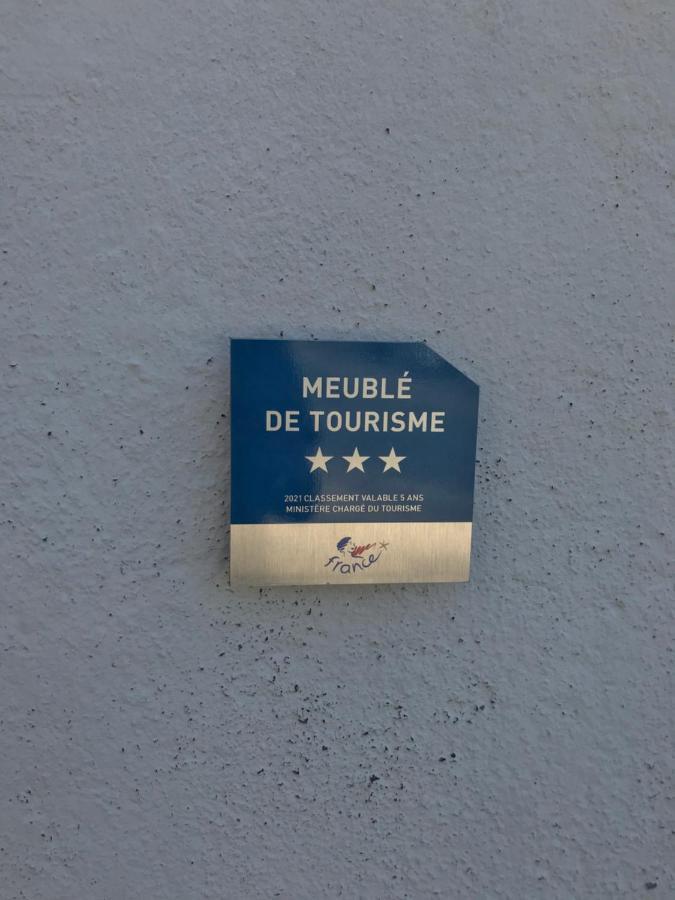 MEUBLÉ
DE TOURISME
2021 CLASSEMENT VALABLE 5 ANS
MINISTÈRE CHARGÉ DU TOURISME
france